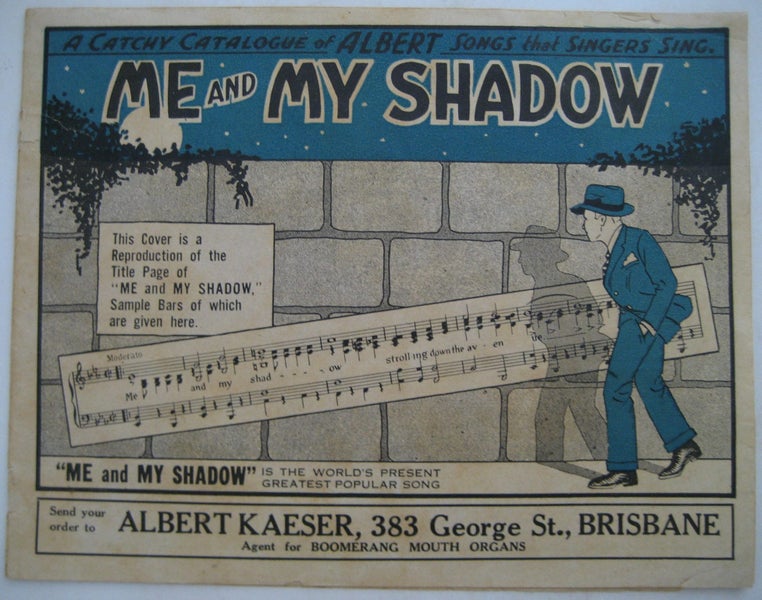 A CATCHY CATALOGUE of ALBERT SONGS that SINGERS SING.
ME AND MY SHADOW
This Cover is a
Reproduction of the
Title Page of
"ME and MY SHADOW,"
Sample Bars of which
are given here.
Moderato
Me and my shad - - - ow stroll ing down the av - en ue
"ME and MY SHADOW" IS THE WORLD'S PRESENT
GREATEST POPULAR SONG
Send your
order to
ALBERT KAESER, 383 George St., BRISBANE
Agent for BOOMERANG MOUTH ORGANS